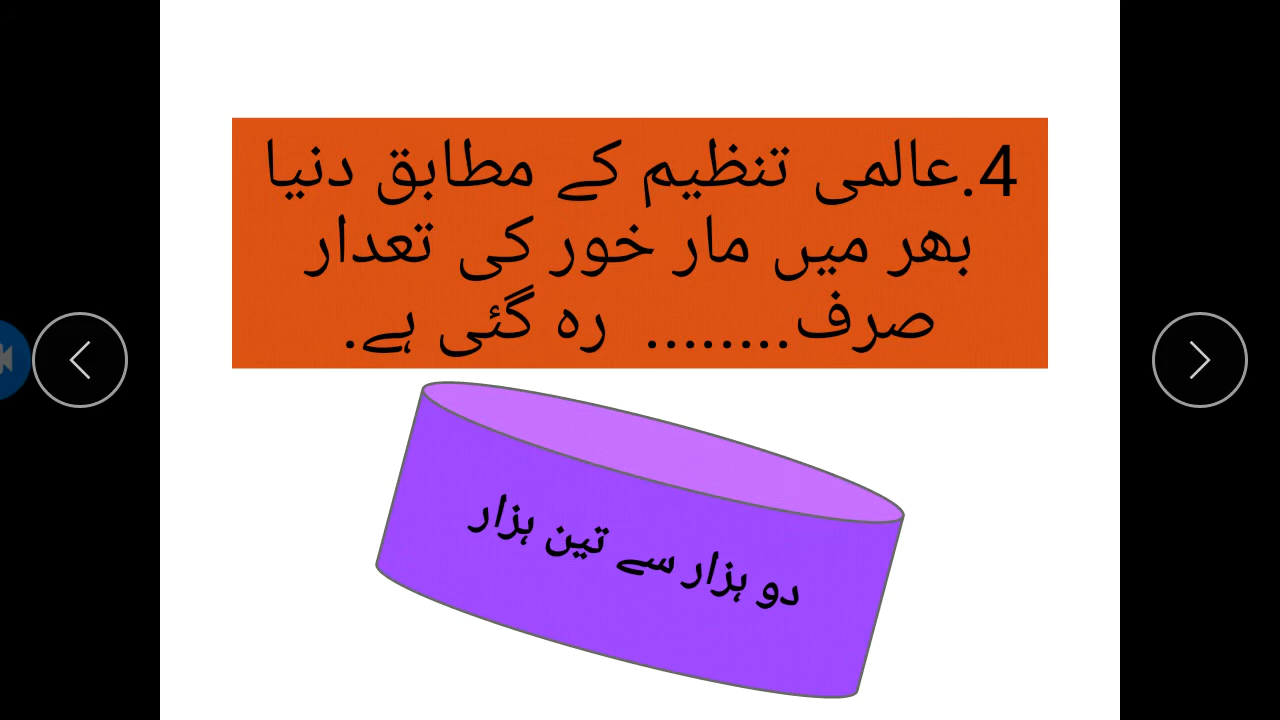 4.عالمی تنظیم کے مطابق دنیا
بھر میں مار خور کی تعدار
صرف........ رہ گئی ہے.
دو ہزار سے تین ہزار